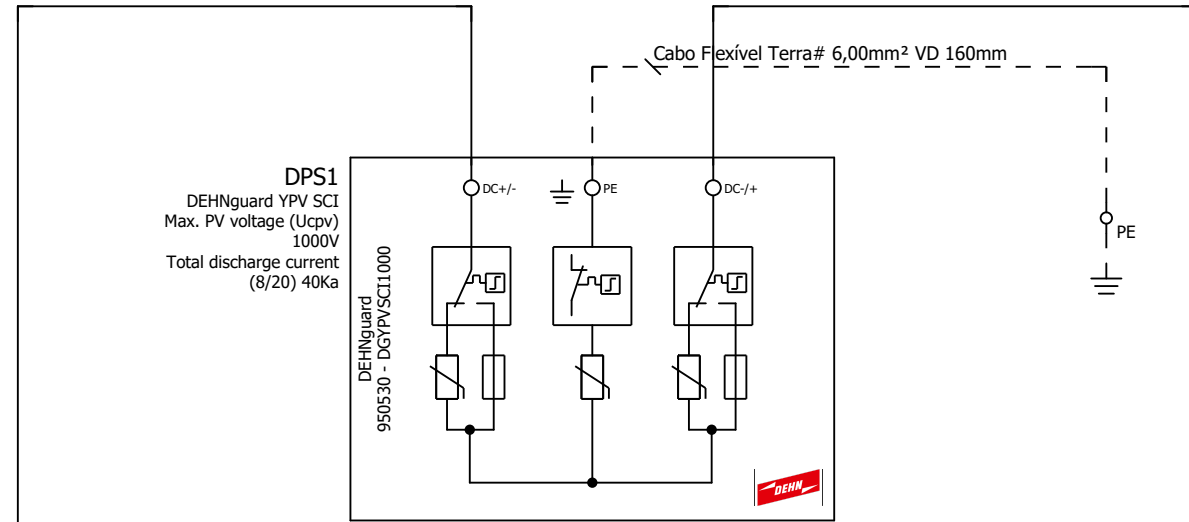 Cabo Flexível Terra# 6,00mm² VD 160mm
DPS1
DEHNguard YPV SCI
Max. PV voltage (Ucpv)
1000V
Total discharge current
(8/20) 40Ka
DC+/-
PE
DC-/+
PE
DEHNguard
950530 - DGYPVSCI1000
DEHN